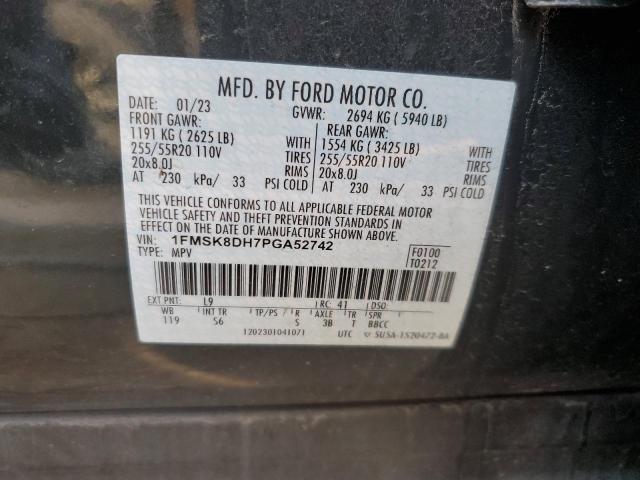 MFD. BY FORD MOTOR CO.
DATE: 01/23 GVWR: 2694 KG ( 5940 LB)
FRONT GAWR: REAR GAWR:
1191 KG ( 2625 LB) WITH 1554 KG ( 3425 LB) WITH
255/55R20 110V TIRES 255/55R20 110V TIRES
20x8.0J RIMS 20x8.0J RIMS
AT 230 kPa/ 33 PSI COLD AT 230 kPa/ 33 PSI COLD
THIS VEHICLE CONFORMS TO ALL APPLICABLE FEDERAL MOTOR
VEHICLE SAFETY AND THEFT PREVENTION STANDARDS IN
EFFECT ON THE DATE OF MANUFACTURE SHOWN ABOVE.
VIN: 1FMSK8DH7PGA52742 F0100
TYPE: MPV T0212
EXT PNT: L9 RC: 41 DSO:
WB INT TR TP/PS R AXLE TR SPR
119 S6 S 3B T BBCC
1202301041071 UTC SU5A-1520472-BA